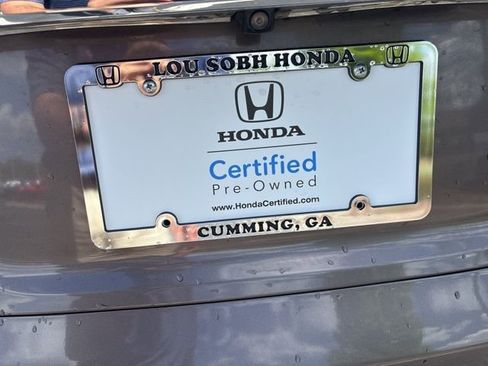 LOU SOBH HONDA
HONDA
Certified
Pre-Owned
www.HondaCertified.com
CUMMING, GA